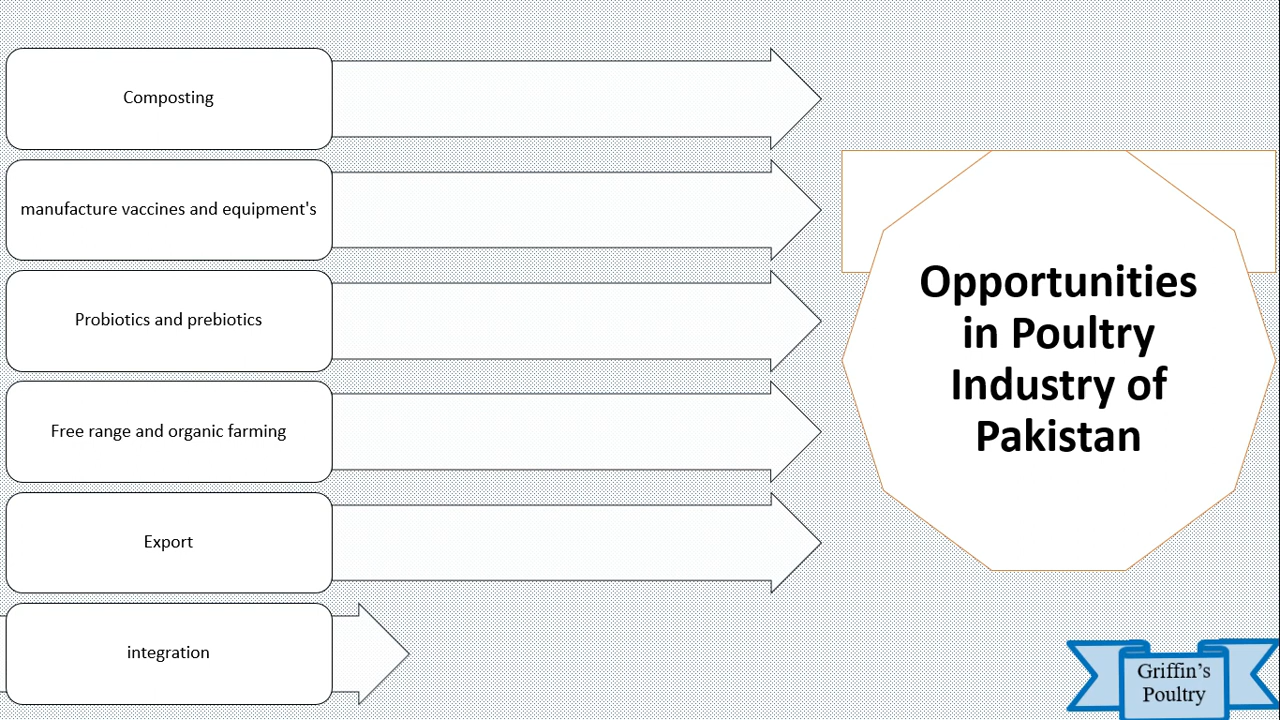 Composting
manufacture vaccines and equipment's
Probiotics and prebiotics
Free range and organic farming
Export
integration
Opportunities
in Poultry
Industry of
Pakistan
Griffin's
Poultry